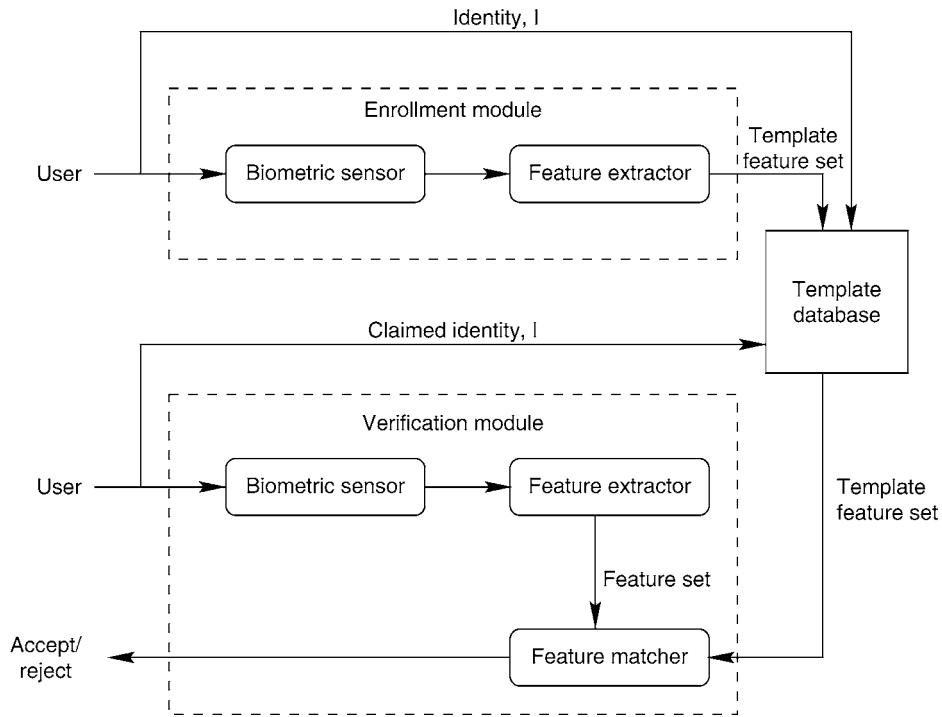 Identity, I
Enrollment module
Template
feature set
User
Biometric sensor
Feature extractor
Template
database
Claimed identity, I
Verification module
User
Biometric sensor
Feature extractor
Template
feature set
Feature set
Accept/
reject
Feature matcher